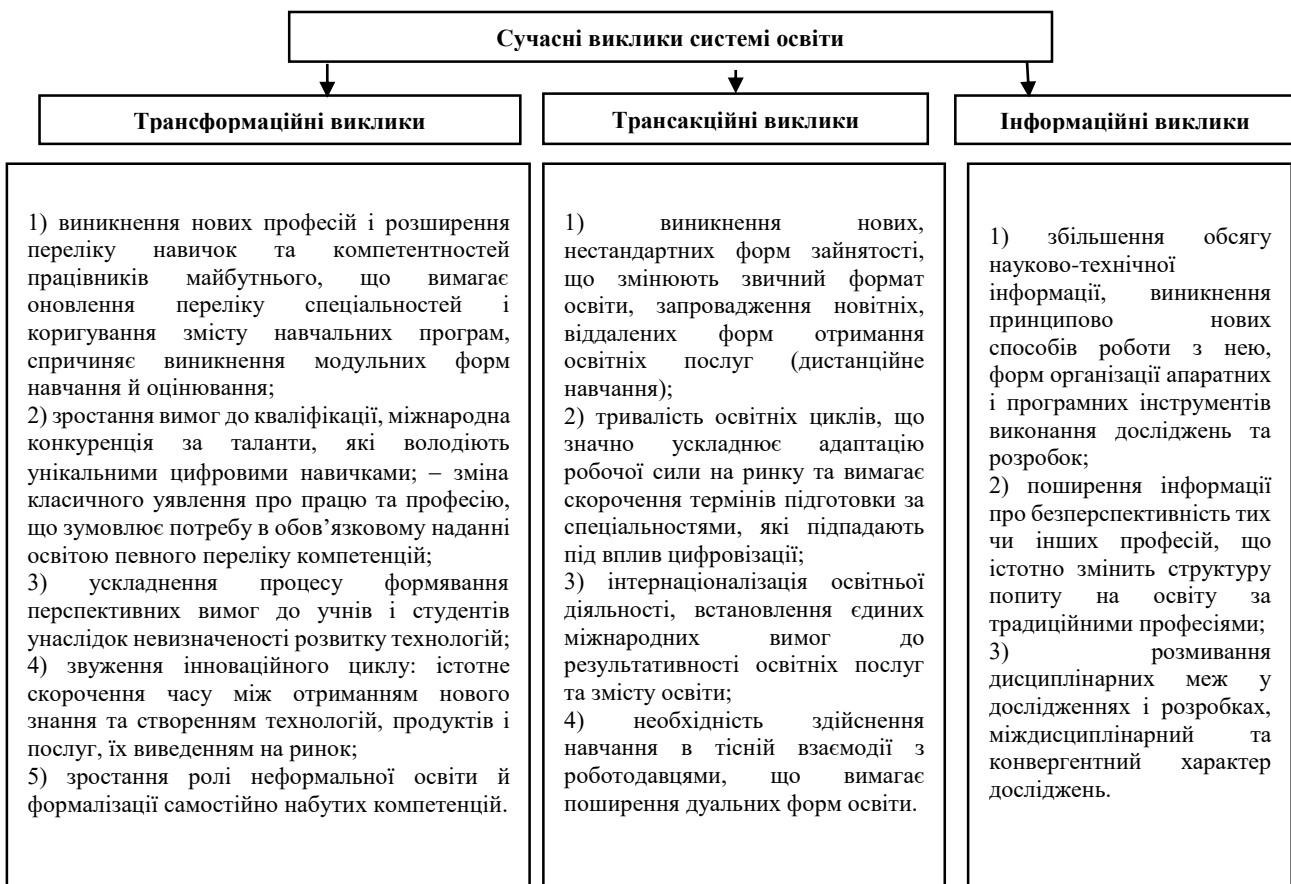 Сучасні виклики системі освіти
Трансформаційні виклики
Трансакційні виклики
Інформаційні виклики
1) виникнення нових професій і розширення
переліку навичок та компетентностей
працівників майбутнього, що вимагає
оновлення переліку спеціальностей і
коригування змісту навчальних програм,
спричиняє виникнення модульних форм
навчання й оцінювання;
2) зростання вимог до кваліфікації, міжнародна
конкуренція за таланти, які володіють
унікальними цифровими навичками; – зміна
класичного уявлення про працю та професію,
що зумовлює потребу в обов’язковому наданні
освітою певного переліку компетенцій;
3) ускладнення процесу формявання
перспективних вимог до учнів і студентів
унаслідок невизначеності розвитку технологій;
4) звуження інноваційного циклу: істотне
скорочення часу між отриманням нового
знання та створенням технологій, продуктів і
послуг, їх виведенням на ринок;
5) зростання ролі неформальної освіти й
формалізації самостійно набутих компетенцій.
1) виникнення нових,
нестандартних форм зайнятості,
що змінюють звичний формат
освіти, запровадження новітніх,
віддалених форм отримання
освітніх послуг (дистанційне
навчання);
2) тривалість освітніх циклів, що
значно ускладнює адаптацію
робочої сили на ринку та вимагає
скорочення термінів підготовки за
спеціальностями, які підпадають
під вплив цифровізації;
3) інтернаціоналізація освітньої
діяльності, встановлення єдиних
міжнародних вимог до
результативності освітніх послуг
та змісту освіти;
4) необхідність здійснення
навчання в тісній взаємодії з
роботодавцями, що вимагає
поширення дуальних форм освіти.
1) збільшення обсягу
науково-технічної
інформації, виникнення
принципово нових
способів роботи з нею,
форм організації апаратних
і програмних інструментів
виконання досліджень та
розробок;
2) поширення інформації
про безперспективність тих
чи інших професій, що
істотно змінить структуру
попиту на освіту за
традиційними професіями;
3) розмивання
дисциплінарних меж у
дослідженнях і розробках,
міждисциплінарний та
конвергентний характер
досліджень.